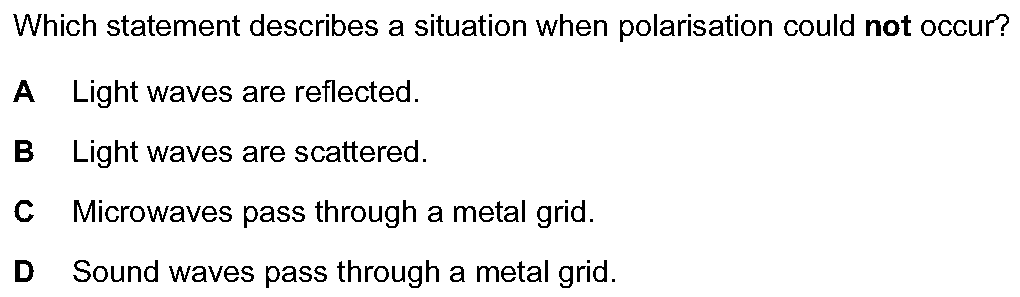 Which statement describes a situation when polarisation could not occur?
A Light waves are reflected.
B Light waves are scattered.
C Microwaves pass through a metal grid.
D Sound waves pass through a metal grid.